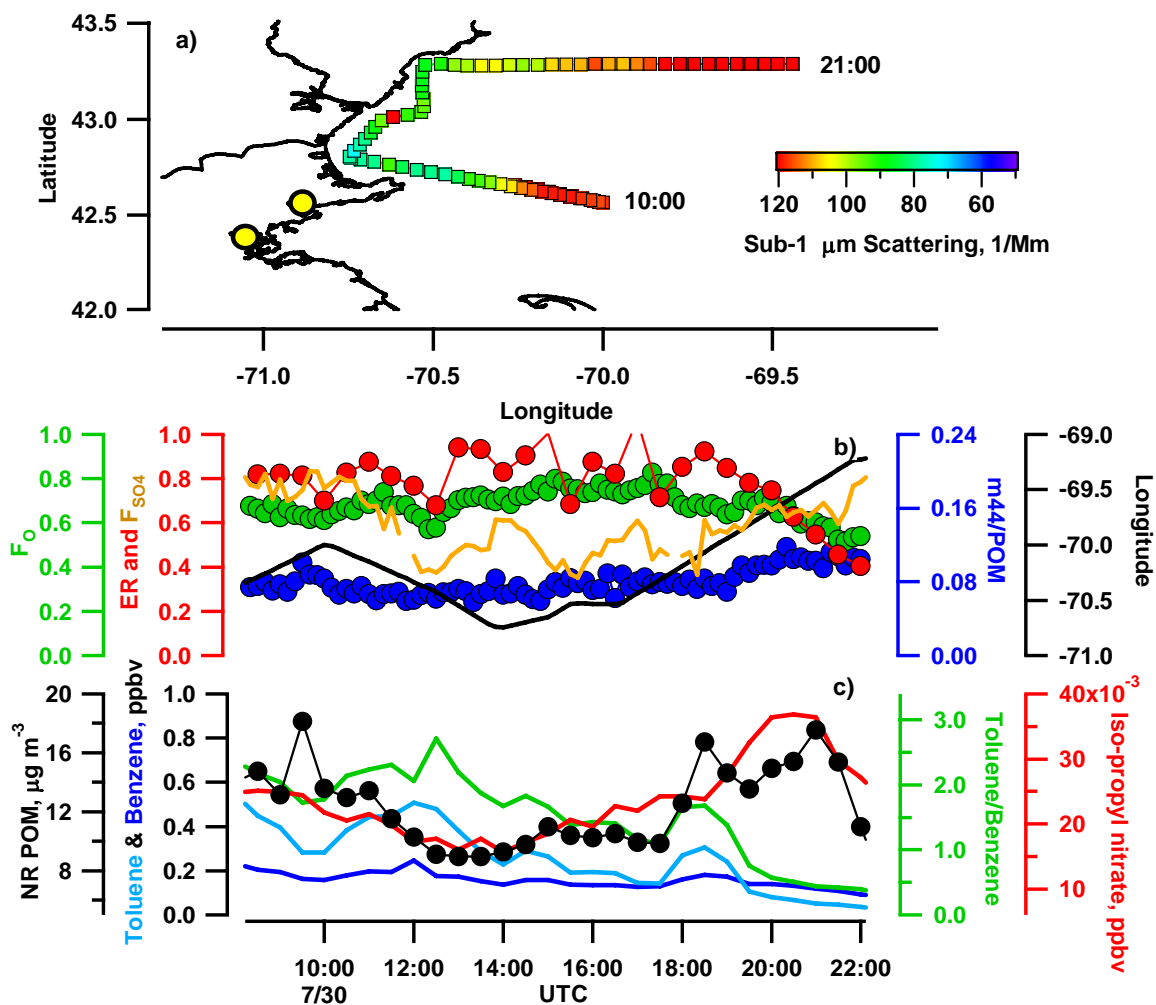 43.5
43.0
42.5
42.0
Latitude
a)
21:00
10:00
120 100 80 60
Sub-1 μm Scattering, 1/Mm
-71.0 -70.5 -70.0 -69.5
Longitude
b)
1.0
0.8
0.6
0.4
0.2
0.0
FO
1.0
0.8
0.6
0.4
0.2
0.0
ER and FSO4
0.24
0.16
0.08
0.00
m44/POM
-69.0
-69.5
-70.0
-70.5
-71.0
Longitude
c)
20
16
12
8
NR POM, μg m-3
1.0
0.8
0.6
0.4
0.2
0.0
Toluene & Benzene, ppbv
3.0
2.0
1.0
0.0
Toluene/Benzene
40x10-3
30
20
10
Iso-propyl nitrate, ppbv
10:00 12:00 14:00 16:00 18:00 20:00 22:00
7/30
UTC